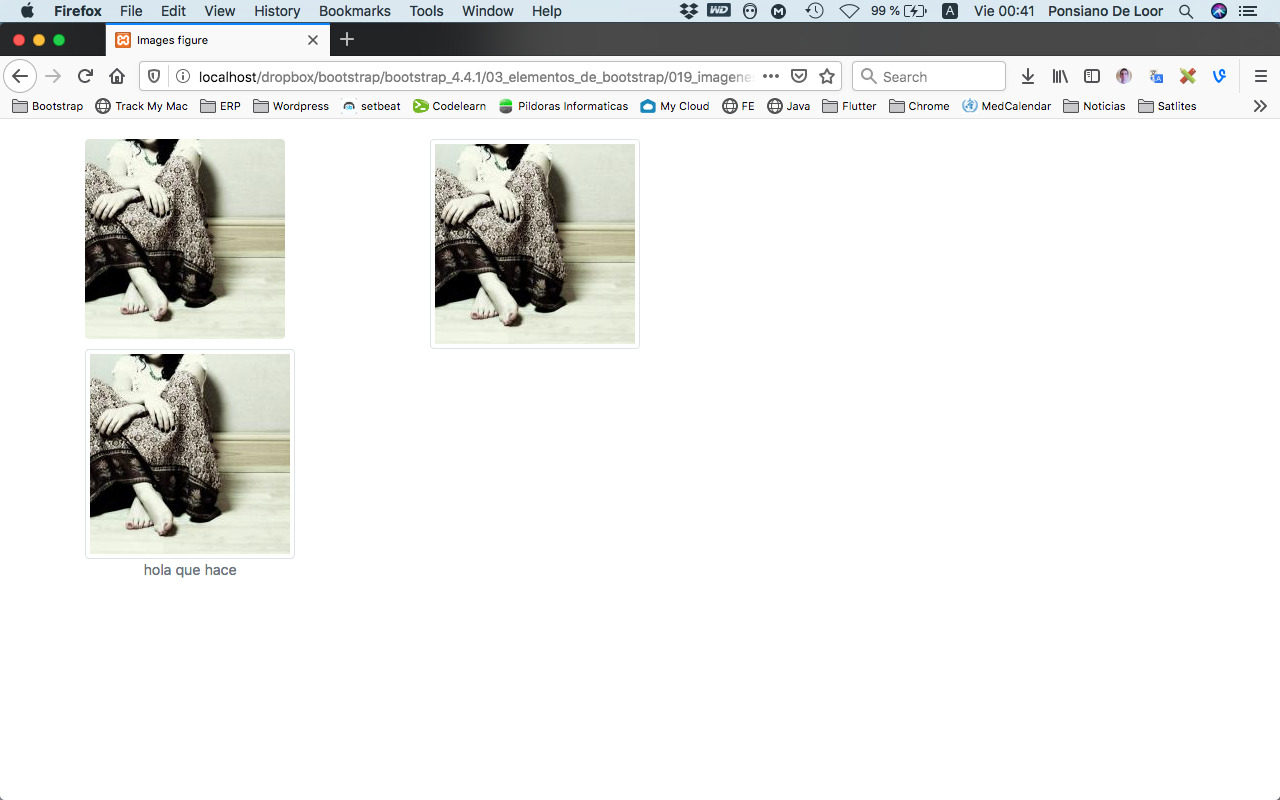 Firefox File Edit View History Bookmarks Tools Window Help WD 99 % A Vie 00:41 Ponsiano De Loor
Images figure
localhost/dropbox/bootstrap/bootstrap_4.4.1/03_elementos_de_bootstrap/019_imagene Search
Bootstrap Track My Mac ERP Wordpress setbeat Codelearn Pildoras Informaticas My Cloud FE Java Flutter Chrome MedCalendar Noticias Satlites
hola que hace